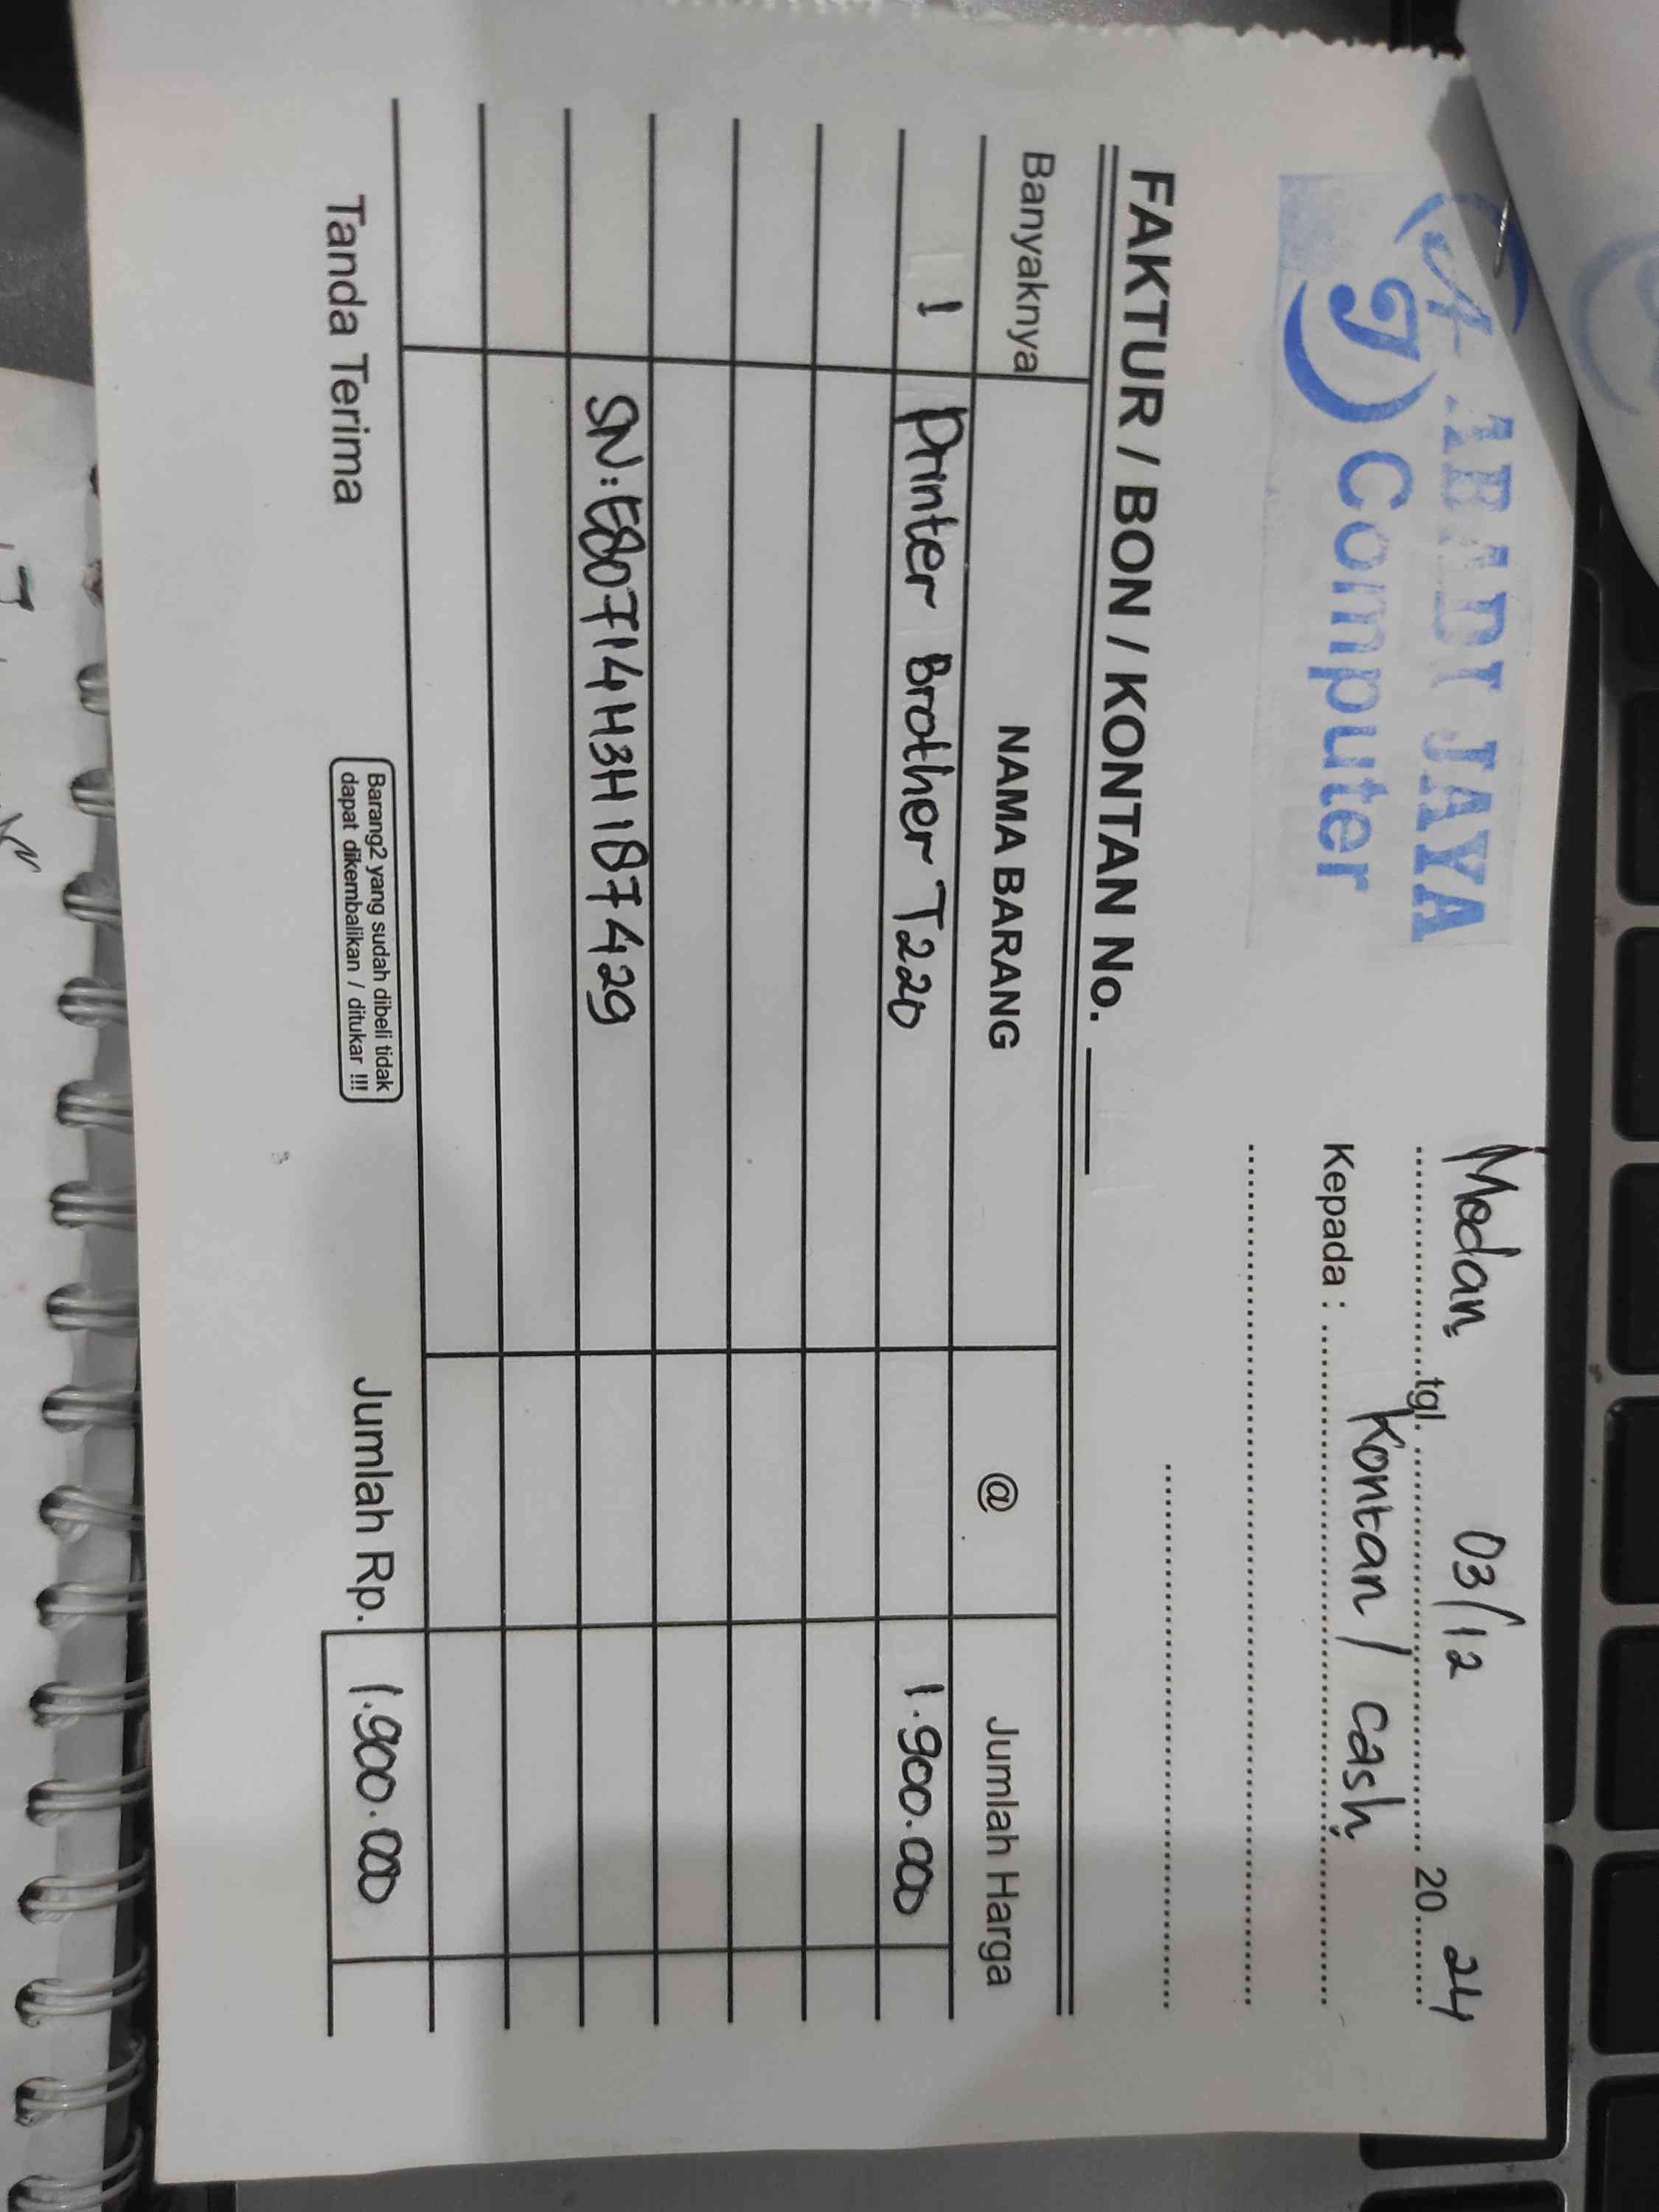 ABADI JAYA
Computer
Medan, tgl. 03/12 20 24
Kepada : Kontan / cash,
FAKTUR / BON / KONTAN No.
Banyaknya NAMA BARANG @ Jumlah Harga
1 Printer Brother T220 1.900.000
SN:E80714H3H187429
Tanda Terima Jumlah Rp. 1.900.000
Barang2 yang sudah dibeli tidak
dapat dikembalikan / ditukar !!!